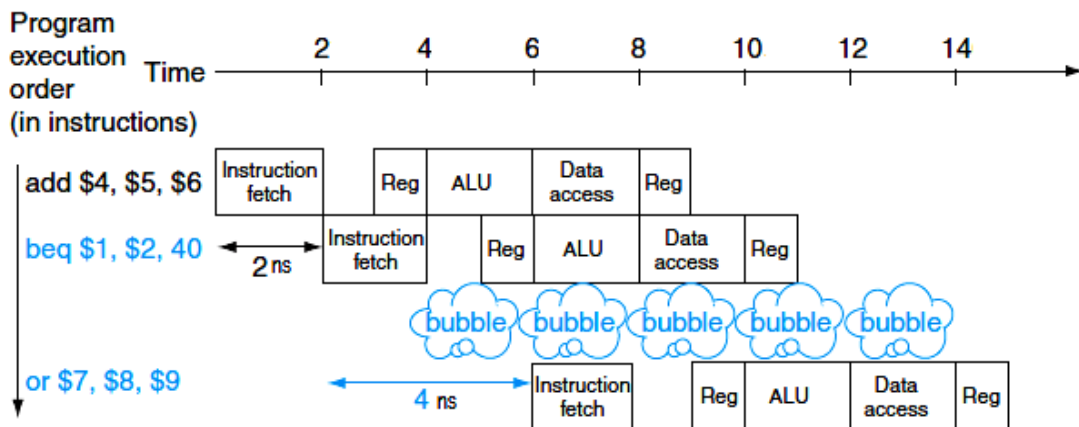 Program
execution
order
(in instructions)
Time
2 4 6 8 10 12 14
add $4, $5, $6
Instruction
fetch
Reg
ALU
Data
access
Reg
beq $1, $2, 40
2 ns
Instruction
fetch
Reg
ALU
Data
access
Reg
bubble bubble bubble bubble bubble
or $7, $8, $9
4 ns
Instruction
fetch
Reg
ALU
Data
access
Reg